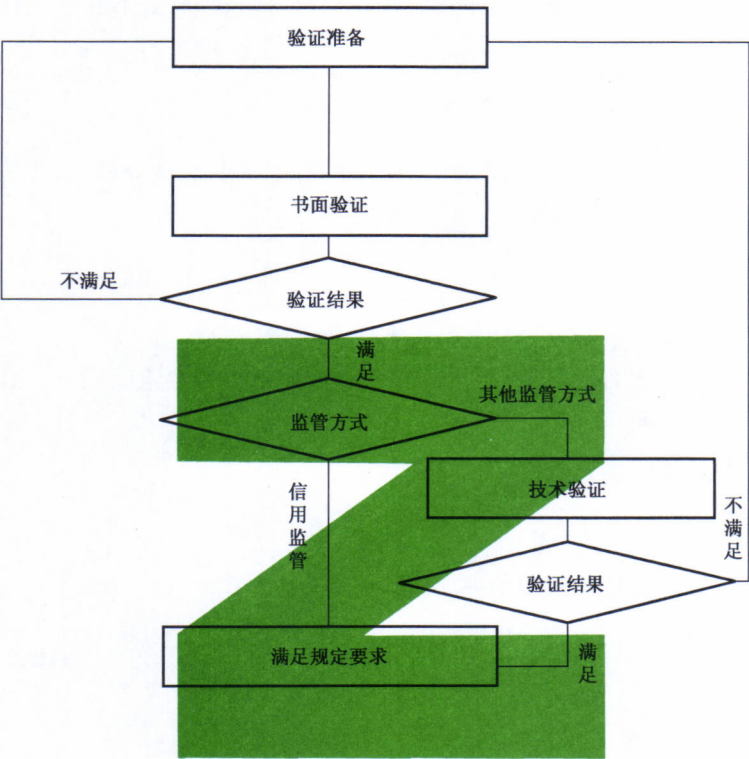 验证准备
书面验证
不满足
验证结果
满足
监管方式
其他监管方式
信用监管
技术验证
不满足
验证结果
满足规定要求
满足